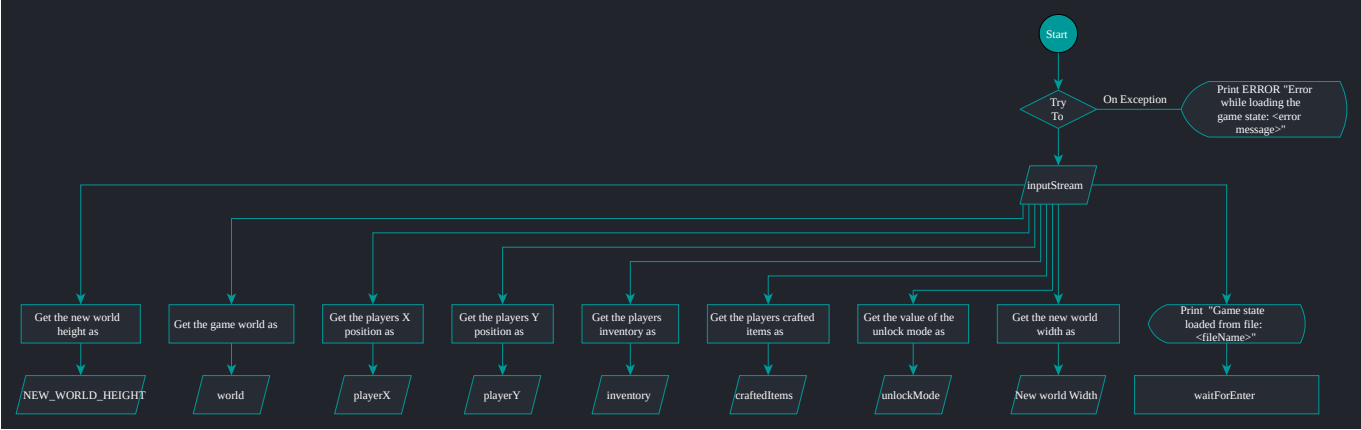 Start
Try
To
On Exception
Print ERROR "Error
while loading the
game state: <error
message>"
inputStream
Get the new world
height as
Get the game world as
Get the players X
position as
Get the players Y
position as
Get the players
inventory as
Get the players crafted
items as
Get the value of the
unlock mode as
Get the new world
width as
Print  "Game state
loaded from file:
<fileName>"
NEW_WORLD_HEIGHT
world
playerX
playerY
inventory
craftedItems
unlockMode
New world Width
waitForEnter